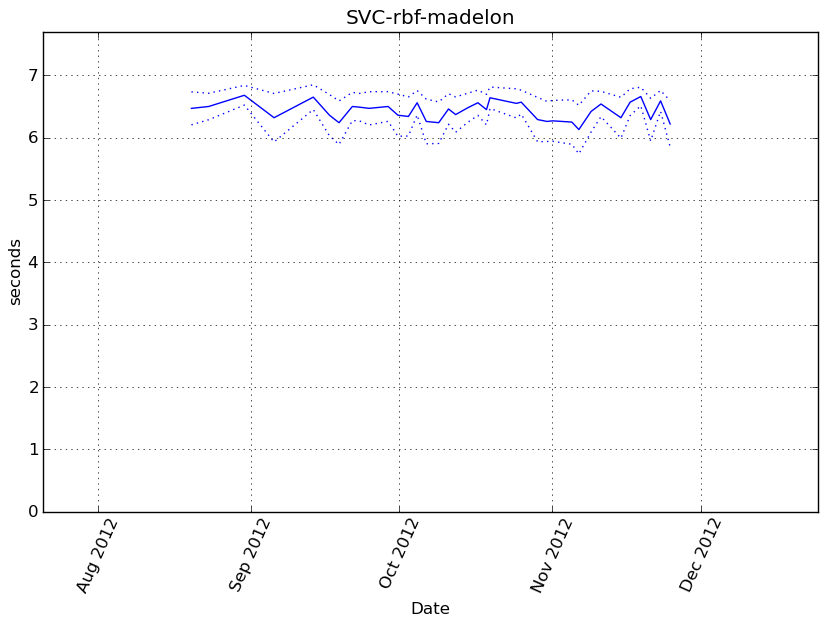 SVC-rbf-madelon
7
6
5
4
3
2
1
0
seconds
Aug 2012
Sep 2012
Oct 2012
Nov 2012
Dec 2012
Date